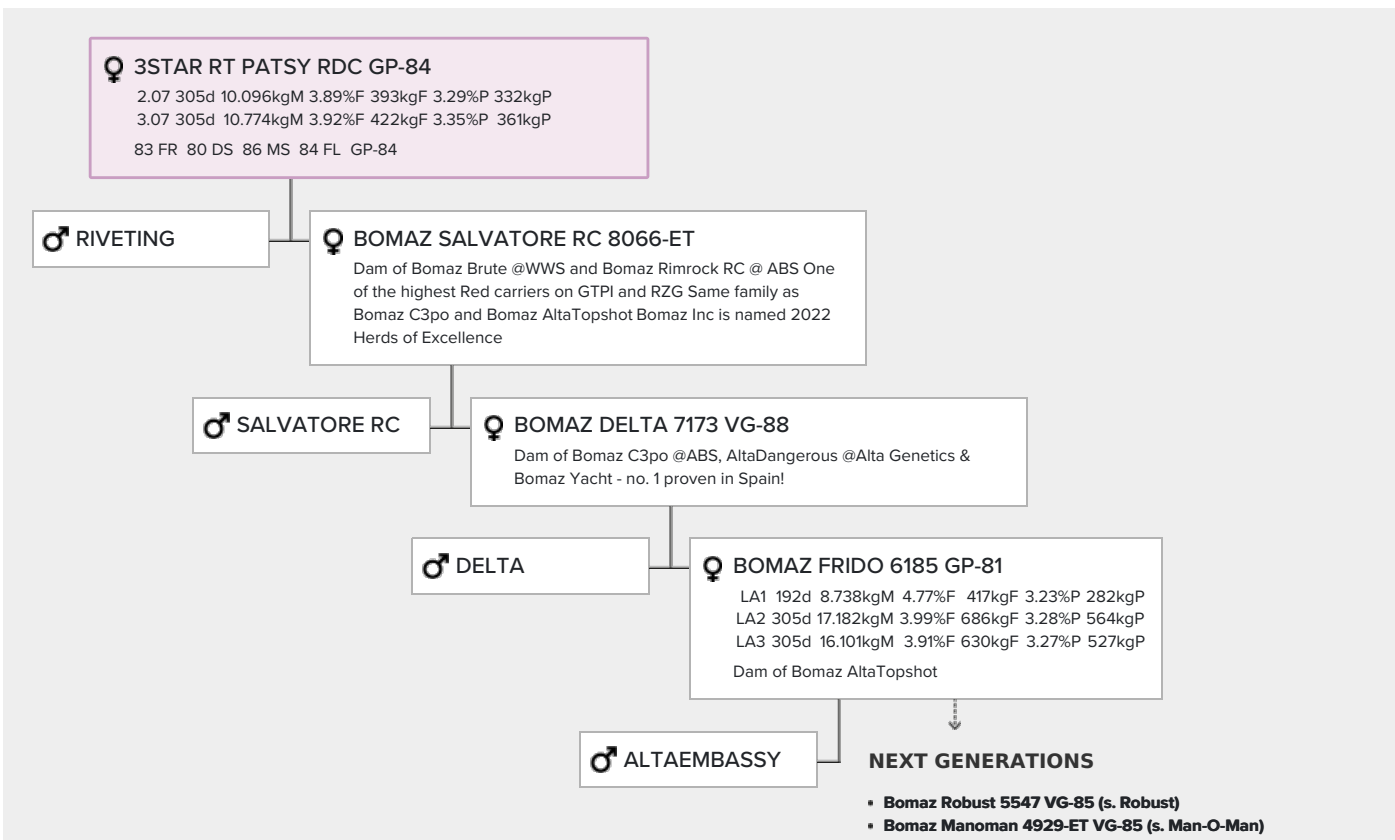 3STAR RT PATSY RDC GP-84
2.07 305d 10.096kgM 3.89%F 393kgF 3.29%P 332kgP
3.07 305d 10.774kgM 3.92%F 422kgF 3.35%P 361kgP
83 FR 80 DS 86 MS 84 FL GP-84
RIVETING
BOMAZ SALVATORE RC 8066-ET
Dam of Bomaz Brute @WWS and Bomaz Rimrock RC @ ABS One
of the highest Red carriers on GTPI and RZG Same family as
Bomaz C3po and Bomaz AltaTopshot Bomaz Inc is named 2022
Herds of Excellence
SALVATORE RC
BOMAZ DELTA 7173 VG-88
Dam of Bomaz C3po @ABS, AltaDangerous @Alta Genetics &
Bomaz Yacht - no. 1 proven in Spain!
DELTA
BOMAZ FRIDO 6185 GP-81
LA1 192d 8.738kgM 4.77%F 417kgF 3.23%P 282kgP
LA2 305d 17.182kgM 3.99%F 686kgF 3.28%P 564kgP
LA3 305d 16.101kgM 3.91%F 630kgF 3.27%P 527kgP
Dam of Bomaz AltaTopshot
ALTAEMBASSY
NEXT GENERATIONS
• Bomaz Robust 5547 VG-85 (s. Robust)
• Bomaz Manoman 4929-ET VG-85 (s. Man-O-Man)